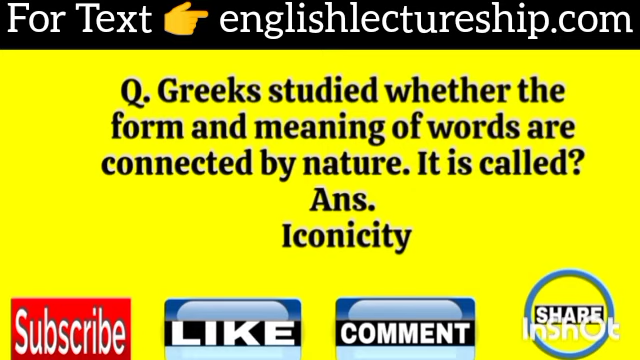 For Text 👉 englishlectureship.com
Q. Greeks studied whether the
form and meaning of words are
connected by nature. It is called?
Ans.
Iconicity
Subscribe
LIKE
COMMENT
SHARE
InShOt